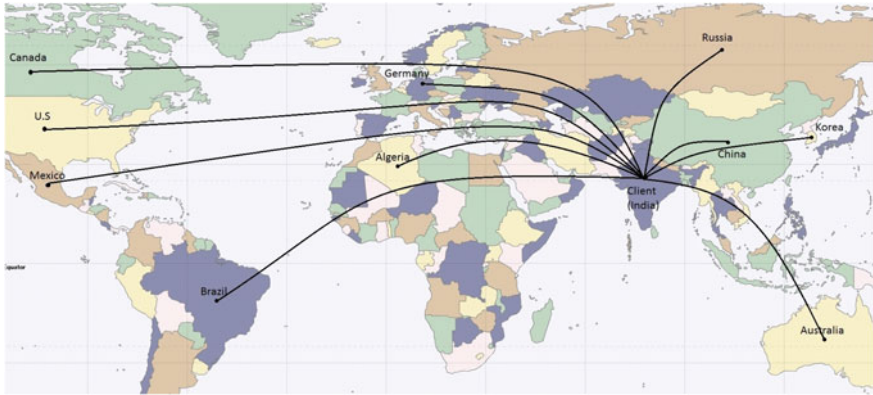 Russia
Canada
Germany
U.S
Korea
Algeria
China
Mexico
Client
(India)
Equator
Brazil
Australia